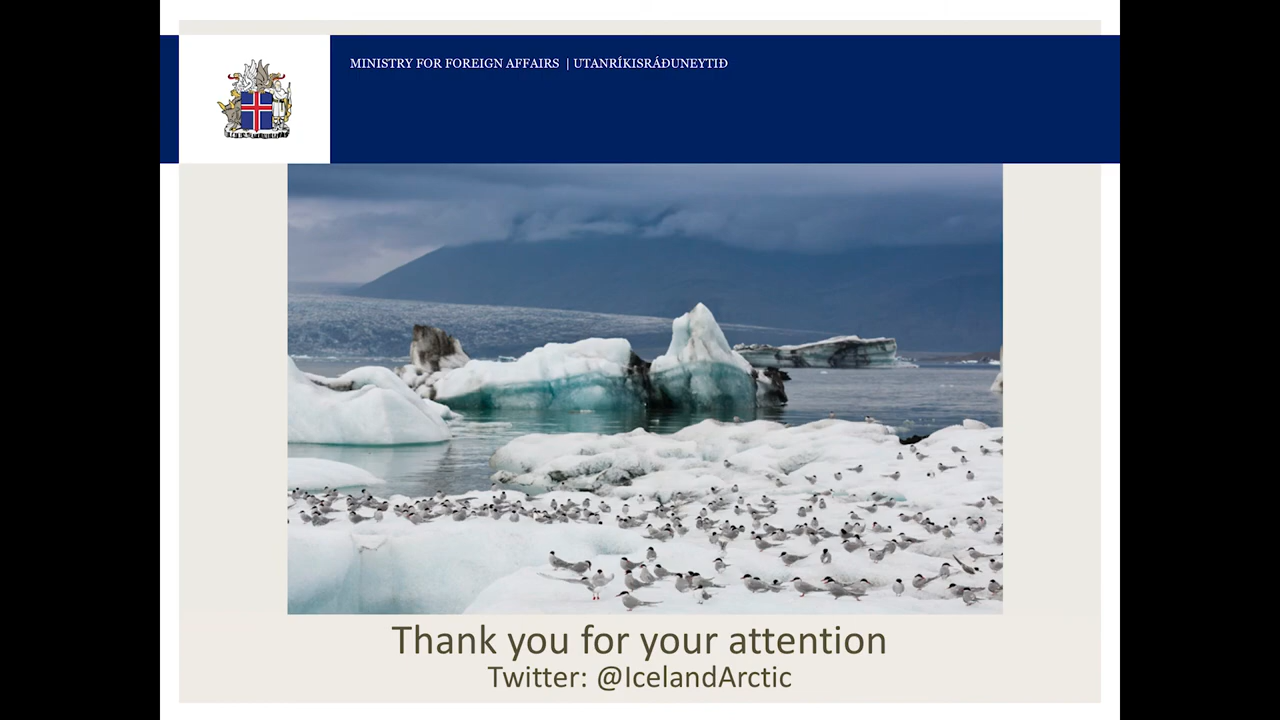 MINISTRY FOR FOREIGN AFFAIRS | UTANRÍKISRÁÐUNEYTIÐ
Thank you for your attention
Twitter: @IcelandArctic